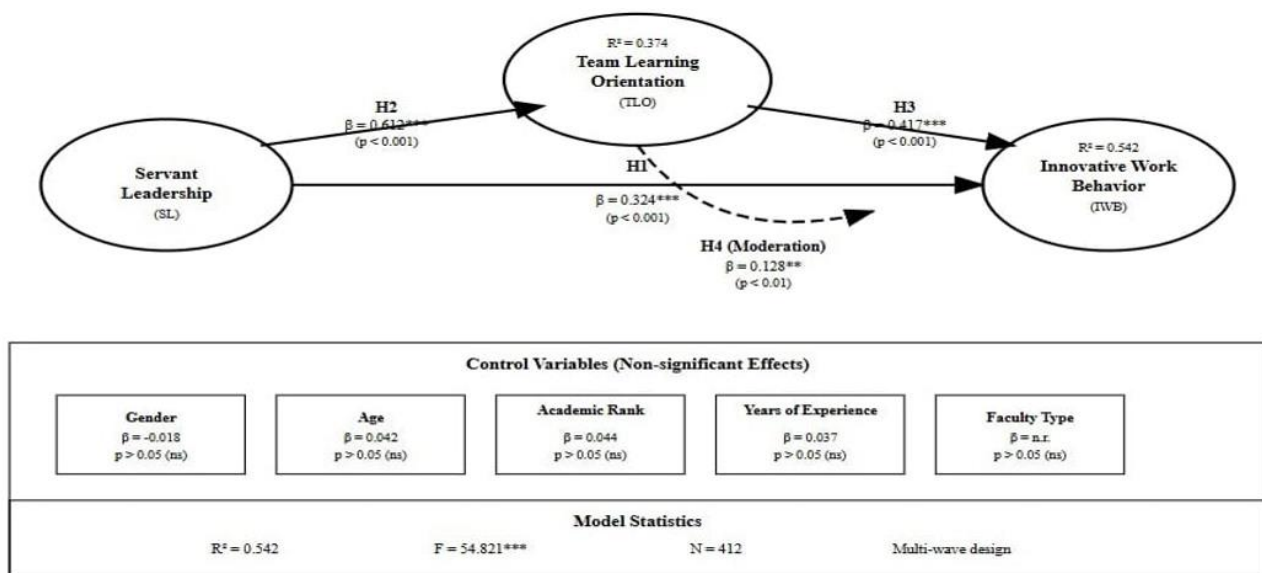 R² = 0.374
Team Learning
Orientation
(TLO)
H2
β = 0.612***
(p < 0.001)
H3
β = 0.417***
(p < 0.001)
Servant
Leadership
(SL)
H1
β = 0.324***
(p < 0.001)
R² = 0.542
Innovative Work
Behavior
(IWB)
H4 (Moderation)
β = 0.128**
(p < 0.01)
Control Variables (Non-significant Effects)
Gender
β = -0.018
p > 0.05 (ns)
Age
β = 0.042
p > 0.05 (ns)
Academic Rank
β = 0.044
p > 0.05 (ns)
Years of Experience
β = 0.037
p > 0.05 (ns)
Faculty Type
β = n.r.
p > 0.05 (ns)
Model Statistics
R² = 0.542 F = 54.821*** N = 412 Multi-wave design